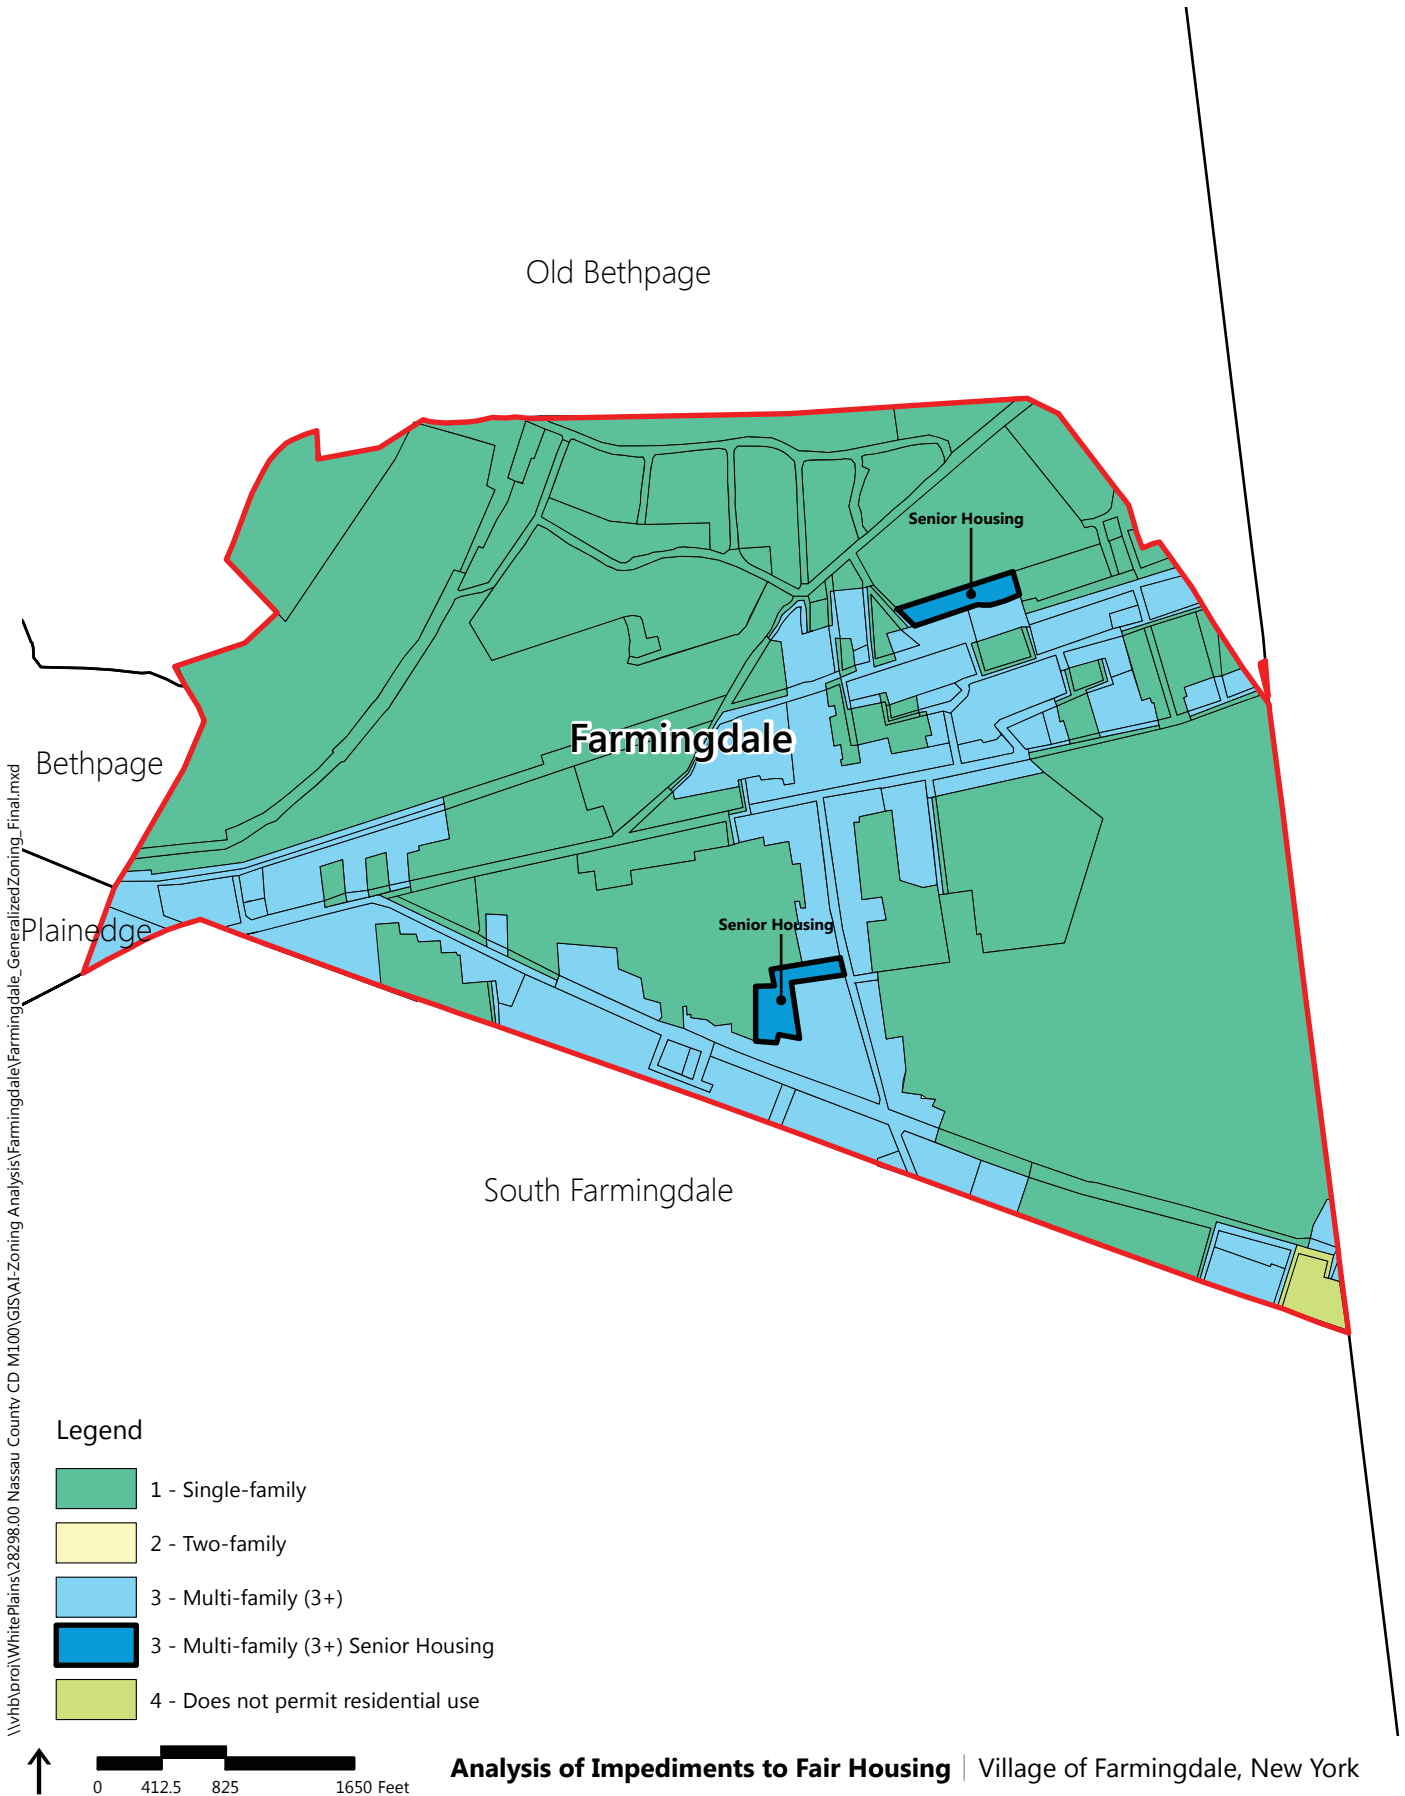 Old Bethpage
Senior Housing
Farmingdale
Bethpage
Plainedge
Senior Housing
South Farmingdale
\\vhb\proj\WhitePlains\28298.00 Nassau County CD M100\GIS\AI-Zoning Analysis\Farmingdale\Farmingdale_GeneralizedZoning_Final.mxd
Legend
1 - Single-family
2 - Two-family
3 - Multi-family (3+)
3 - Multi-family (3+) Senior Housing
4 - Does not permit residential use
0 412.5 825 1650 Feet
Analysis of Impediments to Fair Housing | Village of Farmingdale, New York